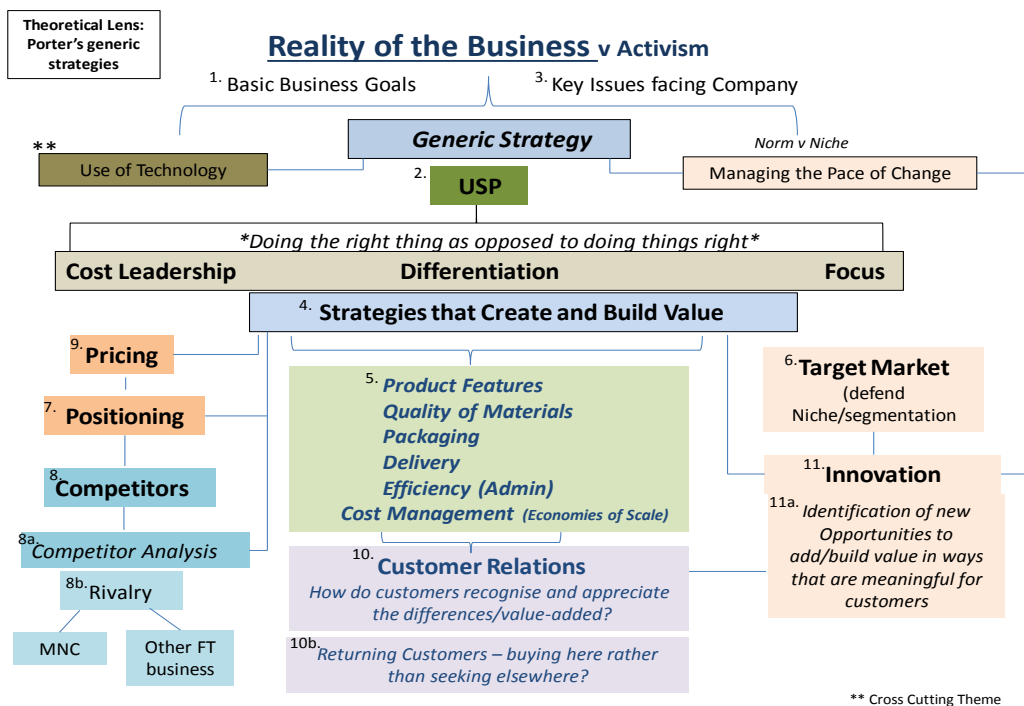 Theoretical Lens:
Porter's generic
strategies
Reality of the Business v Activism
1. Basic Business Goals
3. Key Issues facing Company
**
Generic Strategy
Norm v Niche
Use of Technology
Managing the Pace of Change
2. USP
*Doing the right thing as opposed to doing things right*
Cost Leadership Differentiation Focus
4. Strategies that Create and Build Value
9. Pricing
7. Positioning
8. Competitors
8a. Competitor Analysis
8b. Rivalry
MNC
Other FT
business
5. Product Features
Quality of Materials
Packaging
Delivery
Efficiency (Admin)
Cost Management (Economies of Scale)
10. Customer Relations
How do customers recognise and appreciate
the differences/value-added?
10b. Returning Customers – buying here rather
than seeking elsewhere?
6. Target Market
(defend
Niche/segmentation
11. Innovation
11a. Identification of new
Opportunities to
add/build value in ways
that are meaningful for
customers
** Cross Cutting Theme